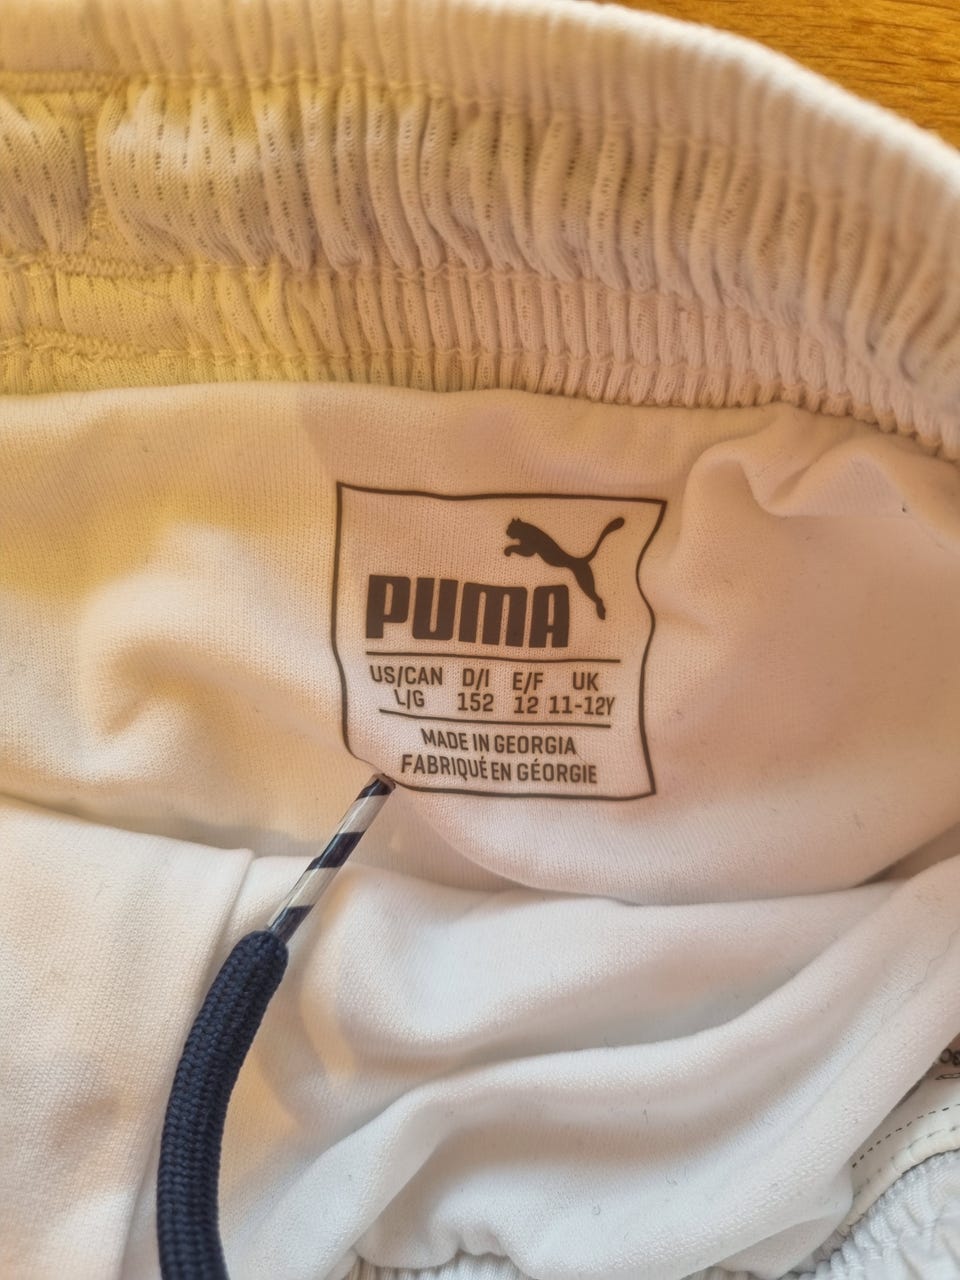 PUMA
US/CAN D/I E/F UK
L/G 152 12 11-12Y
MADE IN GEORGIA
FABRIQUÉ EN GÉORGIE